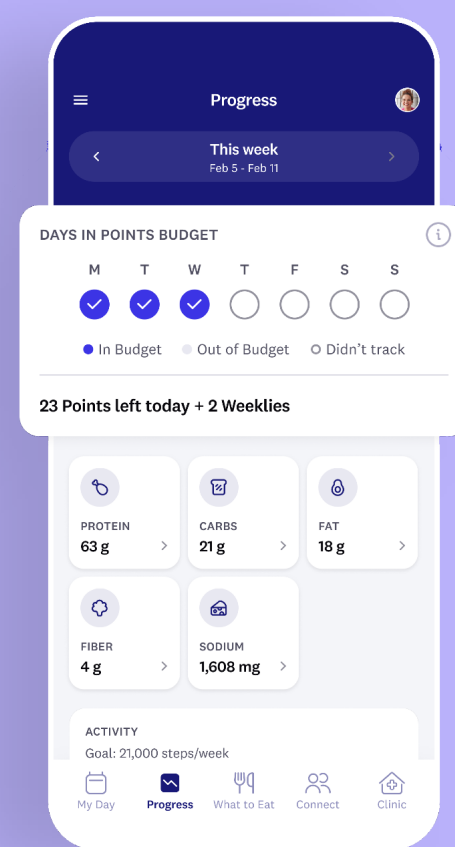 Progress
This week
Feb 5 - Feb 11
DAYS IN POINTS BUDGET
M T W T F S S
In Budget Out of Budget Didn’t track
23 Points left today + 2 Weeklies
PROTEIN CARBS FAT
63 g 21 g 18 g
FIBER SODIUM
4 g 1,608 mg
ACTIVITY
Goal: 21,000 steps/week
My Day Progress What to Eat Connect Clinic